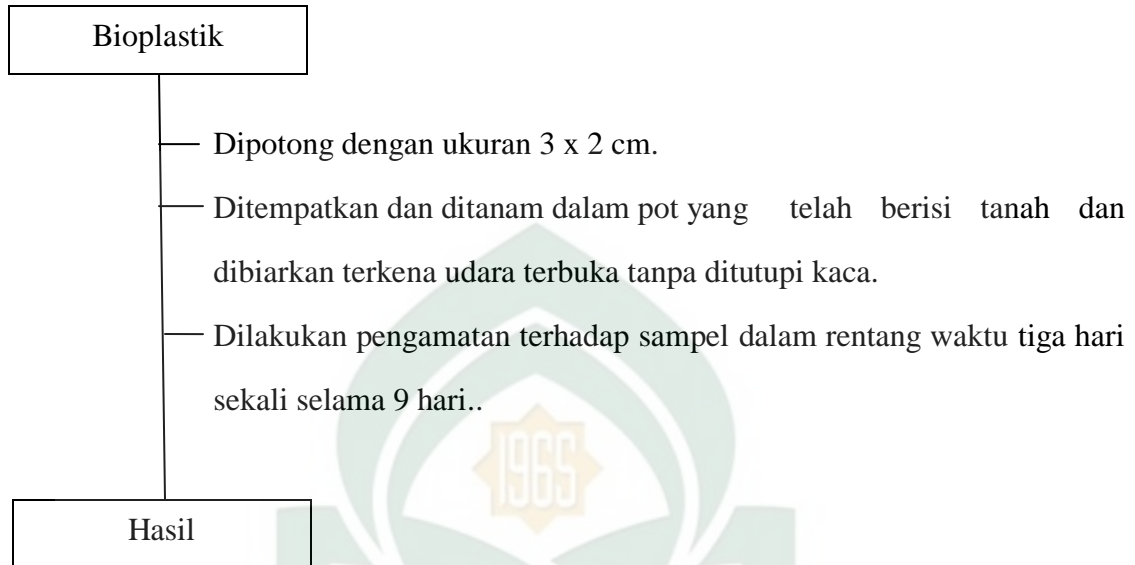 Bioplastik
Dipotong dengan ukuran 3 x 2 cm.
Ditempatkan dan ditanam dalam pot yang telah berisi tanah dan
dibiarkan terkena udara terbuka tanpa ditutupi kaca.
Dilakukan pengamatan terhadap sampel dalam rentang waktu tiga hari
sekali selama 9 hari..
1965
Hasil